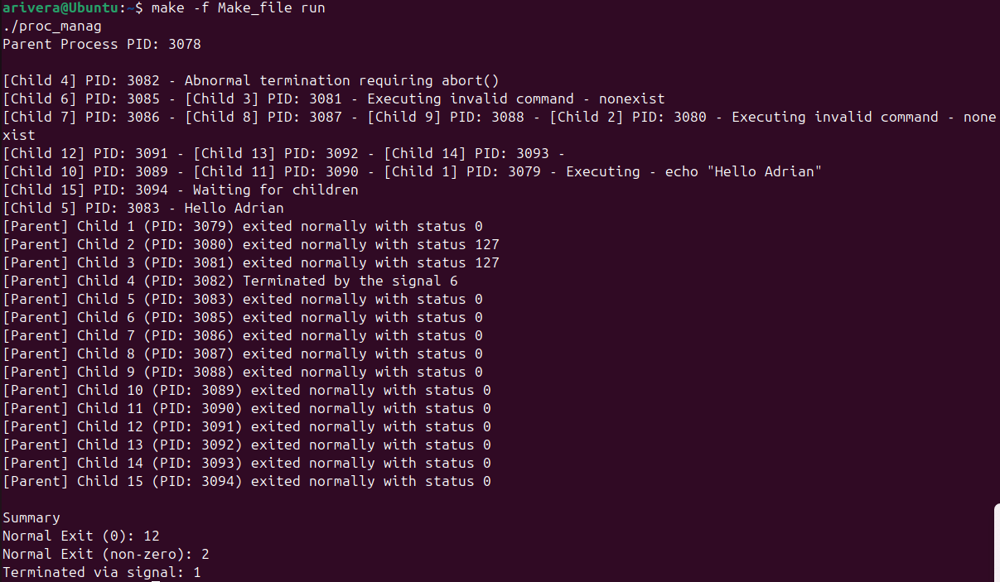 arivera@Ubuntu:~$ make -f Make_file run
./proc_manag
Parent Process PID: 3078
[Child 4] PID: 3082 - Abnormal termination requiring abort()
[Child 6] PID: 3085 - [Child 3] PID: 3081 - Executing invalid command - nonexist
[Child 7] PID: 3086 - [Child 8] PID: 3087 - [Child 9] PID: 3088 - [Child 2] PID: 3080 - Executing invalid command - none
xist
[Child 12] PID: 3091 - [Child 13] PID: 3092 - [Child 14] PID: 3093 -
[Child 10] PID: 3089 - [Child 11] PID: 3090 - [Child 1] PID: 3079 - Executing - echo "Hello Adrian"
[Child 15] PID: 3094 - Waiting for children
[Child 5] PID: 3083 - Hello Adrian
[Parent] Child 1 (PID: 3079) exited normally with status 0
[Parent] Child 2 (PID: 3080) exited normally with status 127
[Parent] Child 3 (PID: 3081) exited normally with status 127
[Parent] Child 4 (PID: 3082) Terminated by the signal 6
[Parent] Child 5 (PID: 3083) exited normally with status 0
[Parent] Child 6 (PID: 3085) exited normally with status 0
[Parent] Child 7 (PID: 3086) exited normally with status 0
[Parent] Child 8 (PID: 3087) exited normally with status 0
[Parent] Child 9 (PID: 3088) exited normally with status 0
[Parent] Child 10 (PID: 3089) exited normally with status 0
[Parent] Child 11 (PID: 3090) exited normally with status 0
[Parent] Child 12 (PID: 3091) exited normally with status 0
[Parent] Child 13 (PID: 3092) exited normally with status 0
[Parent] Child 14 (PID: 3093) exited normally with status 0
[Parent] Child 15 (PID: 3094) exited normally with status 0
Summary
Normal Exit (0): 12
Normal Exit (non-zero): 2
Terminated via signal: 1